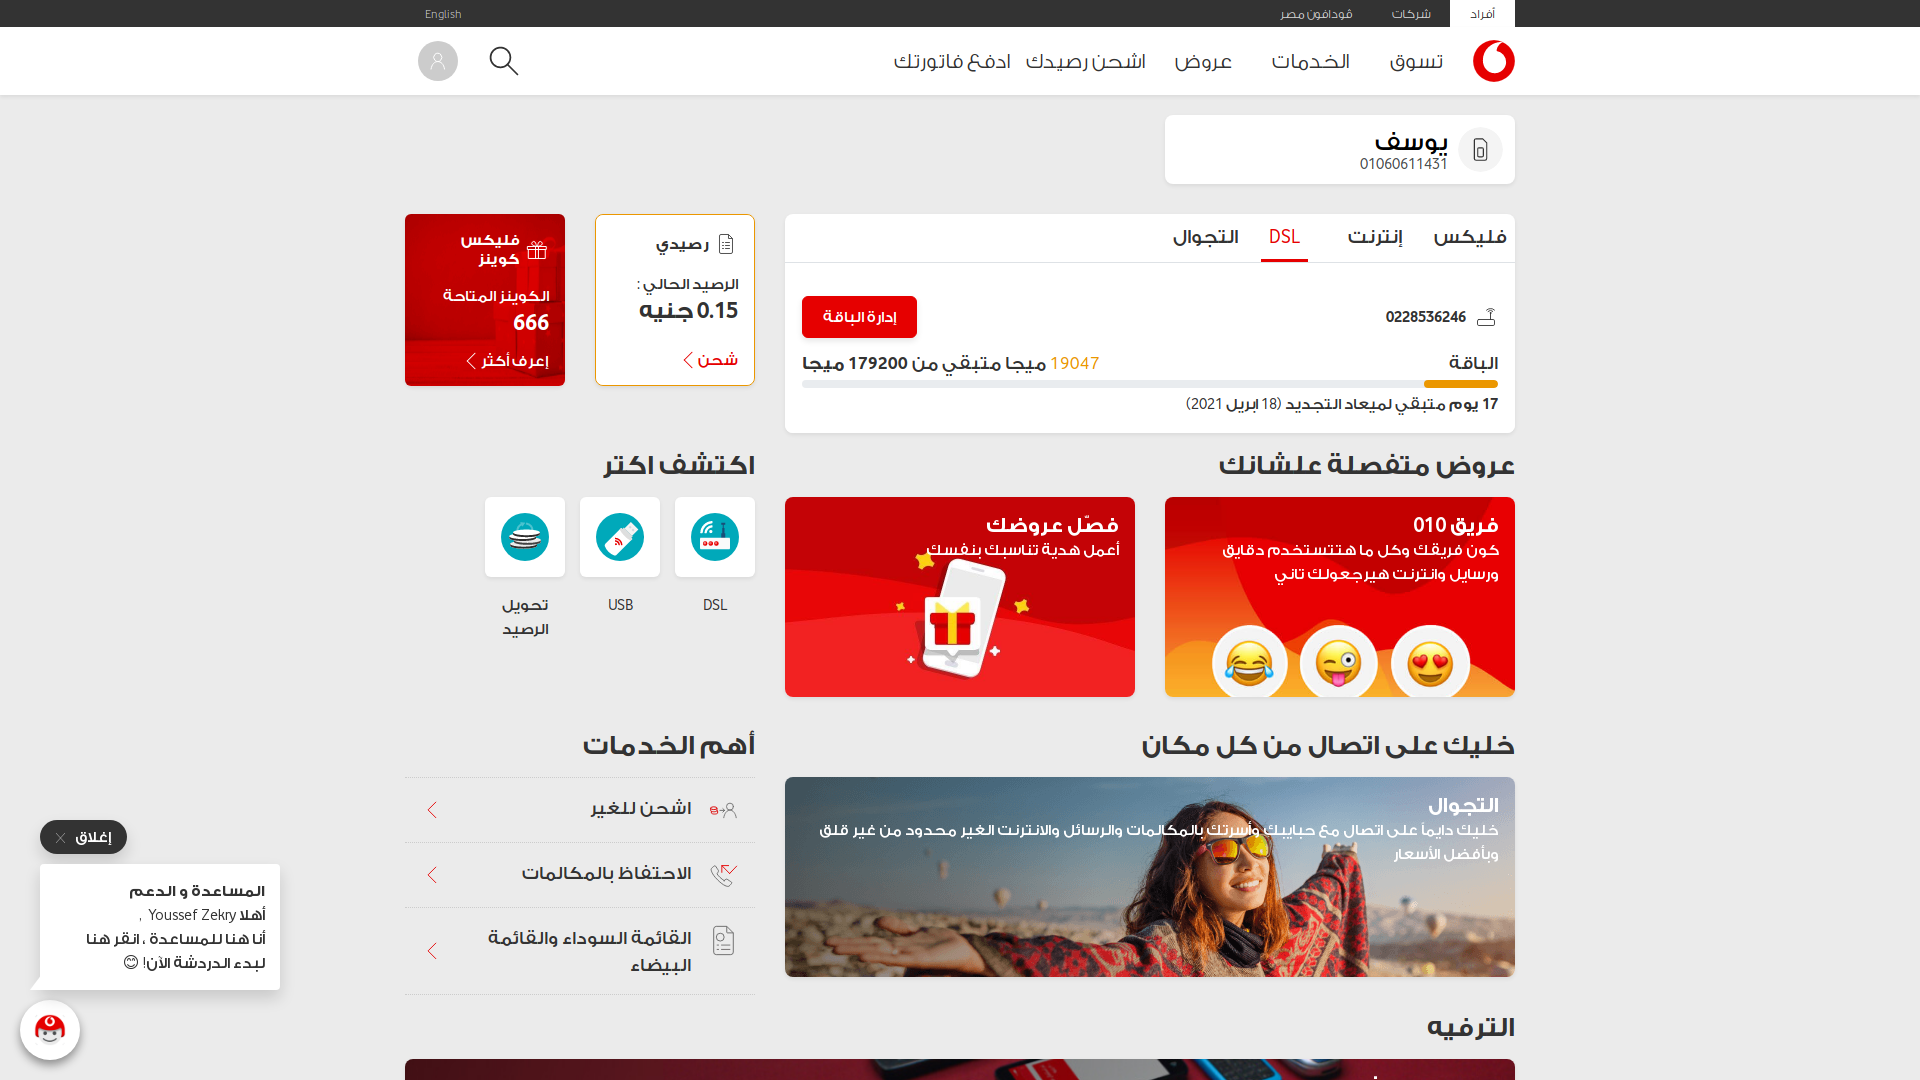 أفراد
شركات
ڤودافون مصر
English
تسوق
الخدمات
عروض
اشحن رصيدك
ادفع فاتورتك
يوسف
01060611431
فليكس
إنترنت
DSL
التجوال
0228536246
إدارة الباقة
الباقة
19047 ميجا متبقي من 179200 ميجا
17 يوم متبقي لميعاد التجديد (18 ابريل 2021)
رصيدي
الرصيد الحالي :
0.15 جنيه
شحن
فليكس
كوينز
الكوينز المتاحة
666
إعرف أكثر
عروض متفصلة علشانك
فريق 010
كون فريقك وكل ما هتستخدم دقايق
ورسايل وانترنت هيرجعولك تاني
فصّل عروضك
أعمل هدية تناسبك بنفسك
اكتشف اكتر
DSL
USB
تحويل
الرصيد
خليك على اتصال من كل مكان
التجوال
خليك دايماً على اتصال مع حبايبك وأسرتك بالمكالمات والرسائل والانترنت الغير محدود من غير قلق
وبأفضل الأسعار
أهم الخدمات
اشحن للغير
الاحتفاظ بالمكالمات
القائمة السوداء والقائمة
البيضاء
الترفيه
إغلاق
المساعدة و الدعم
أهلا Youssef Zekry ,
أنا هنا للمساعدة ، انقر هنا
لبدء الدردشة الآن! 😊